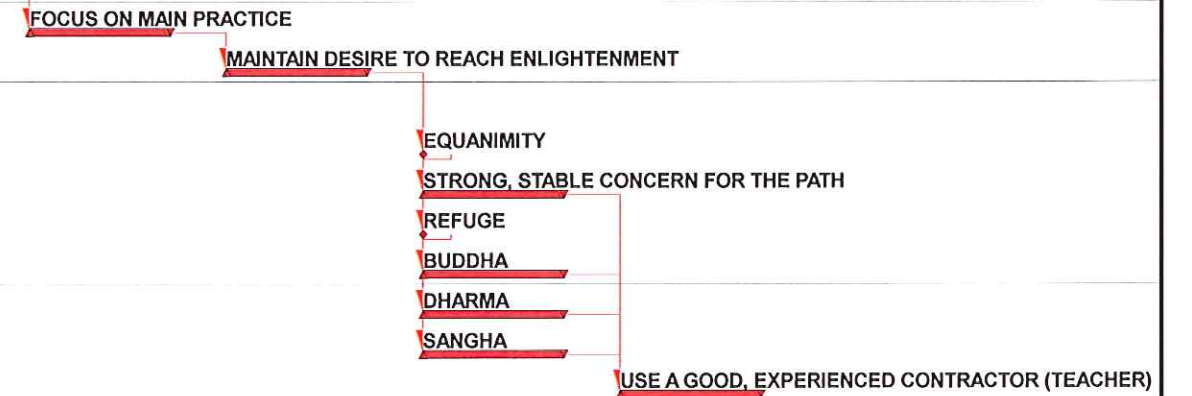 FOCUS ON MAIN PRACTICE
MAINTAIN DESIRE TO REACH ENLIGHTENMENT
EQUANIMITY
STRONG, STABLE CONCERN FOR THE PATH
REFUGE
BUDDHA
DHARMA
SANGHA
USE A GOOD, EXPERIENCED CONTRACTOR (TEACHER)